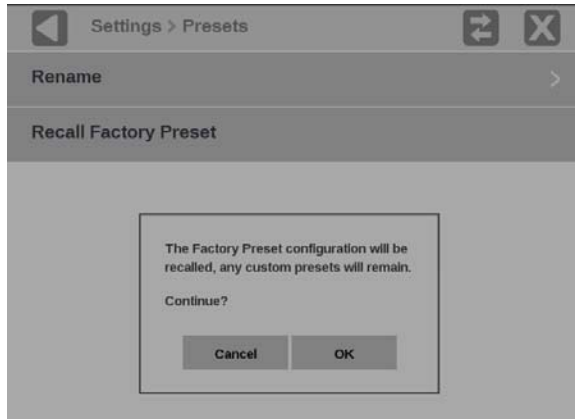 Settings > Presets
Rename
Recall Factory Preset
The Factory Preset configuration will be
recalled, any custom presets will remain.
Continue?
Cancel OK